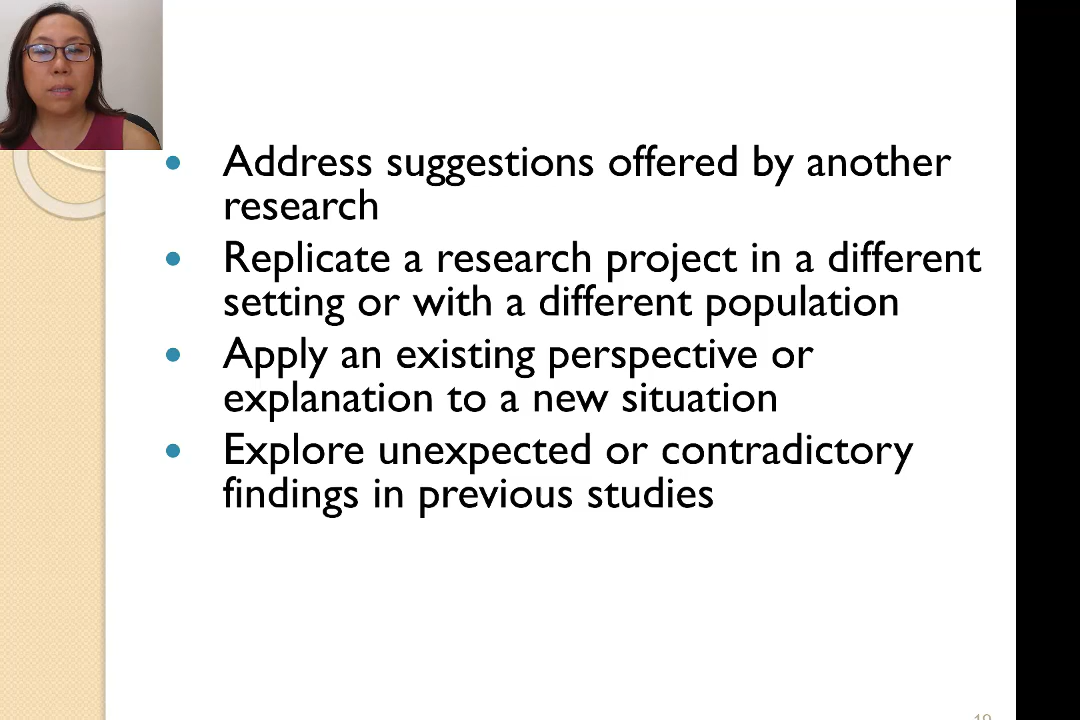 • Address suggestions offered by another
research
• Replicate a research project in a different
setting or with a different population
• Apply an existing perspective or
explanation to a new situation
• Explore unexpected or contradictory
findings in previous studies